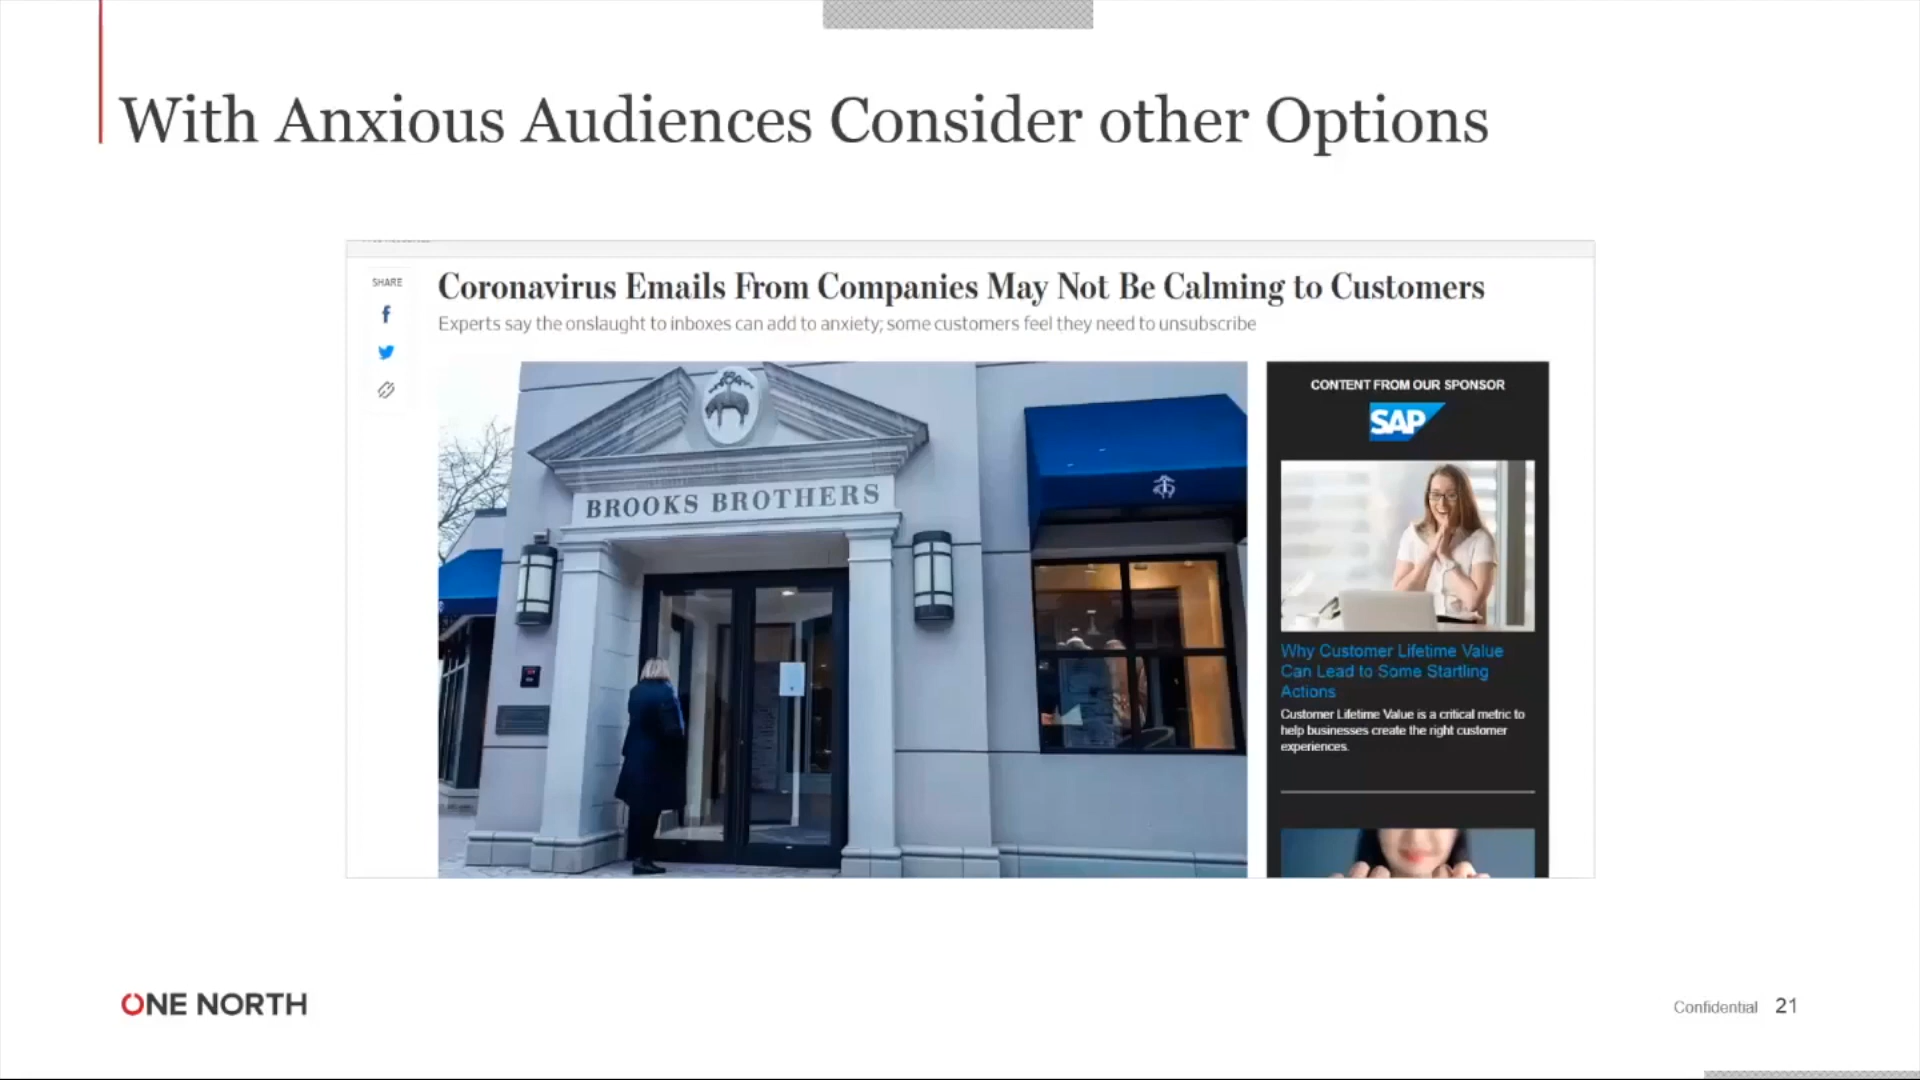 With Anxious Audiences Consider other Options
SHARE
Coronavirus Emails From Companies May Not Be Calming to Customers
Experts say the onslaught to inboxes can add to anxiety; some customers feel they need to unsubscribe
BROOKS BROTHERS
CONTENT FROM OUR SPONSOR
SAP
Why Customer Lifetime Value
Can Lead to Some Startling
Actions
Customer Lifetime Value is a critical metric to
help businesses create the right customer
experiences.
ONE NORTH
Confidential 21